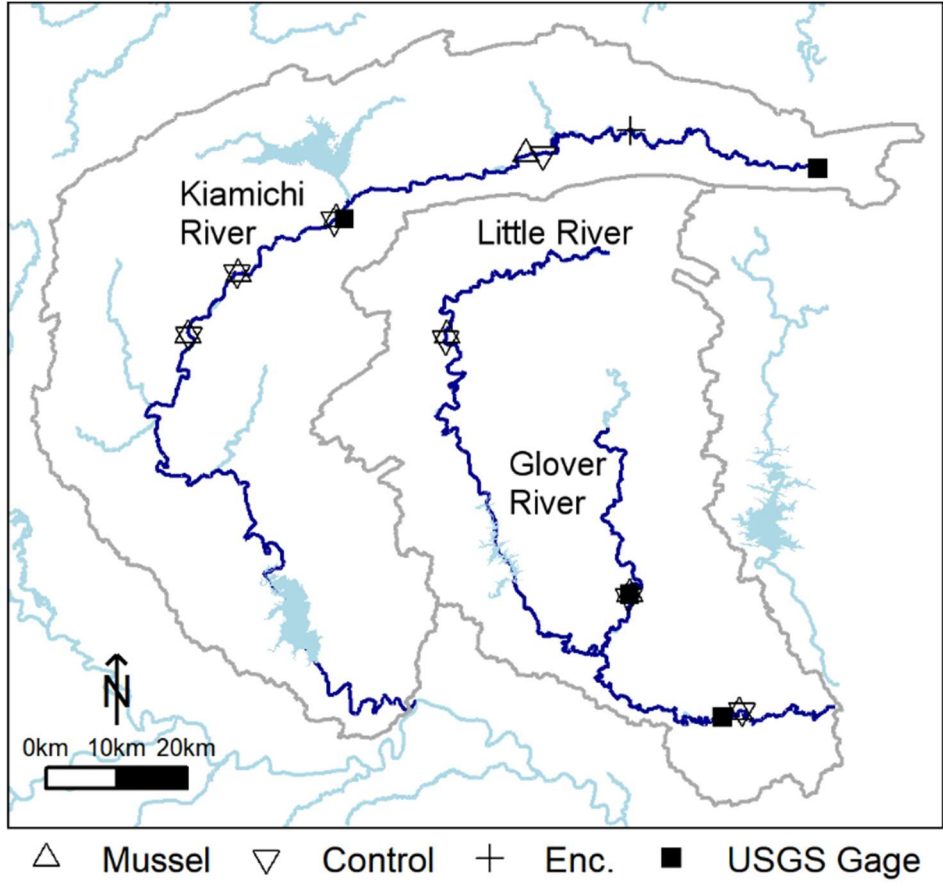 Kiamichi
River
Little River
Glover
River
N
0km 10km 20km
Mussel Control Enc. USGS Gage